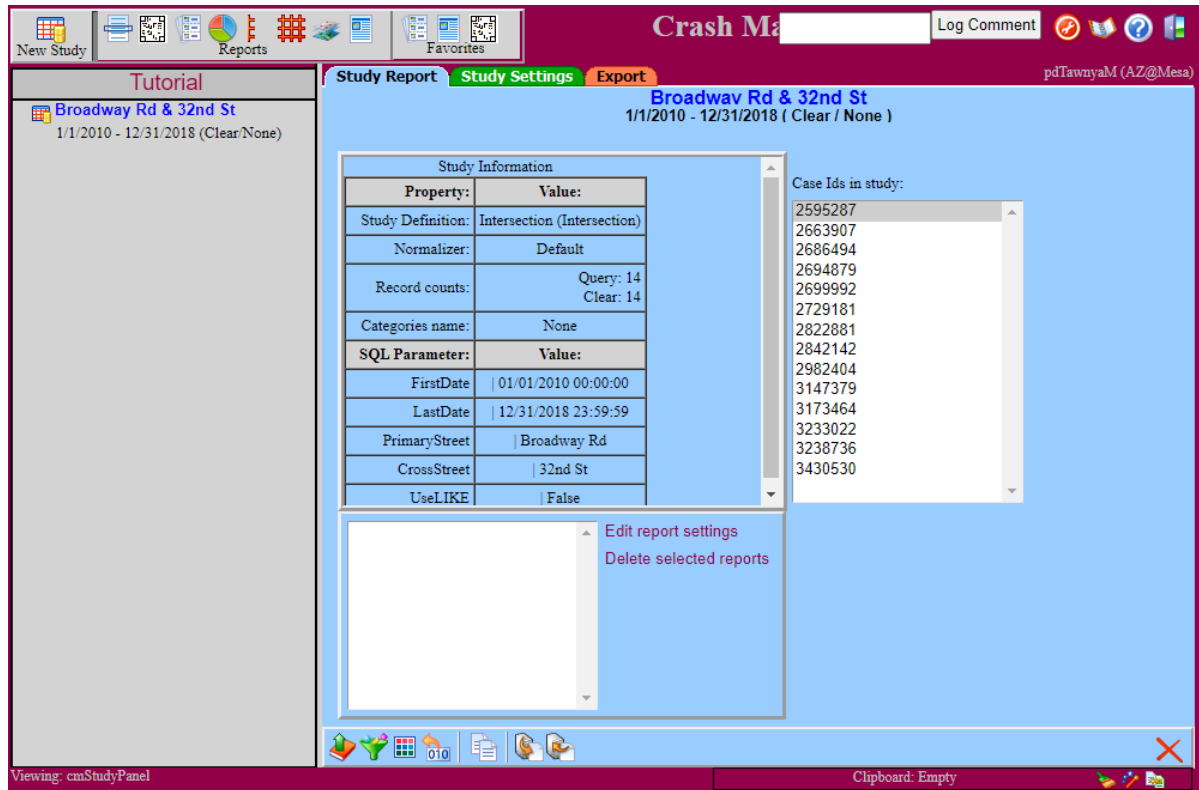 Crash Ma
Log Comment
New Study
Reports
Favorites
pdTawnyaM (AZ@Mesa)
Tutorial
Broadway Rd & 32nd St
1/1/2010 - 12/31/2018 (Clear/None)
Study Report
Study Settings
Export
Broadway Rd & 32nd St
1/1/2010 - 12/31/2018 ( Clear / None )
Study Information
Property: Value:
Study Definition: Intersection (Intersection)
Normalizer: Default
Record counts: Query: 14
Clear: 14
Categories name: None
SQL Parameter: Value:
FirstDate | 01/01/2010 00:00:00
LastDate | 12/31/2018 23:59:59
PrimaryStreet | Broadway Rd
CrossStreet | 32nd St
UseLIKE | False
Case Ids in study:
2595287
2663907
2686494
2694879
2699992
2729181
2822881
2842142
2982404
3147379
3173464
3233022
3238736
3430530
Edit report settings
Delete selected reports
010
Viewing: cmStudyPanel
Clipboard: Empty